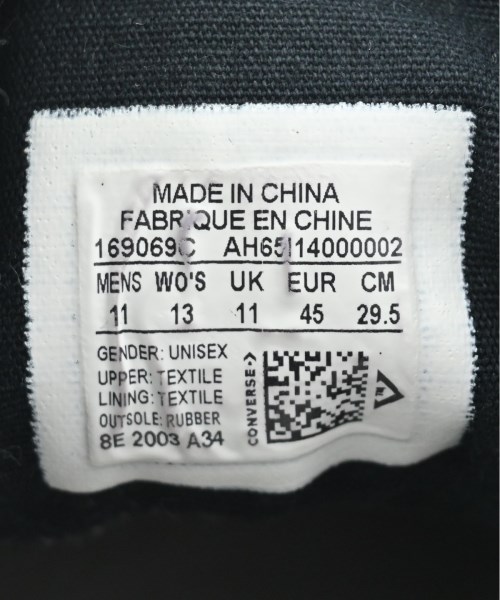 MADE IN CHINA
FABRIQUE EN CHINE
169069C AH65I14000002
MENS WO'S UK EUR CM
11 13 11 45 29.5
GENDER: UNISEX
UPPER: TEXTILE
LINING: TEXTILE
OUTSOLE: RUBBER
8E 2003 A34
CONVERSE